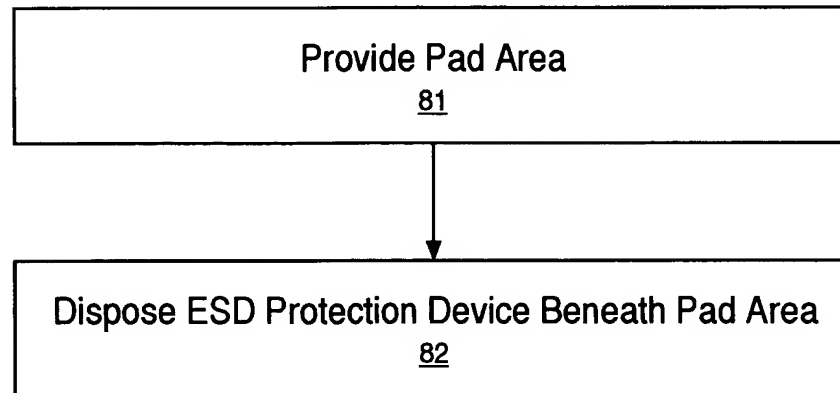 Provide Pad Area
81
Dispose ESD Protection Device Beneath Pad Area
82